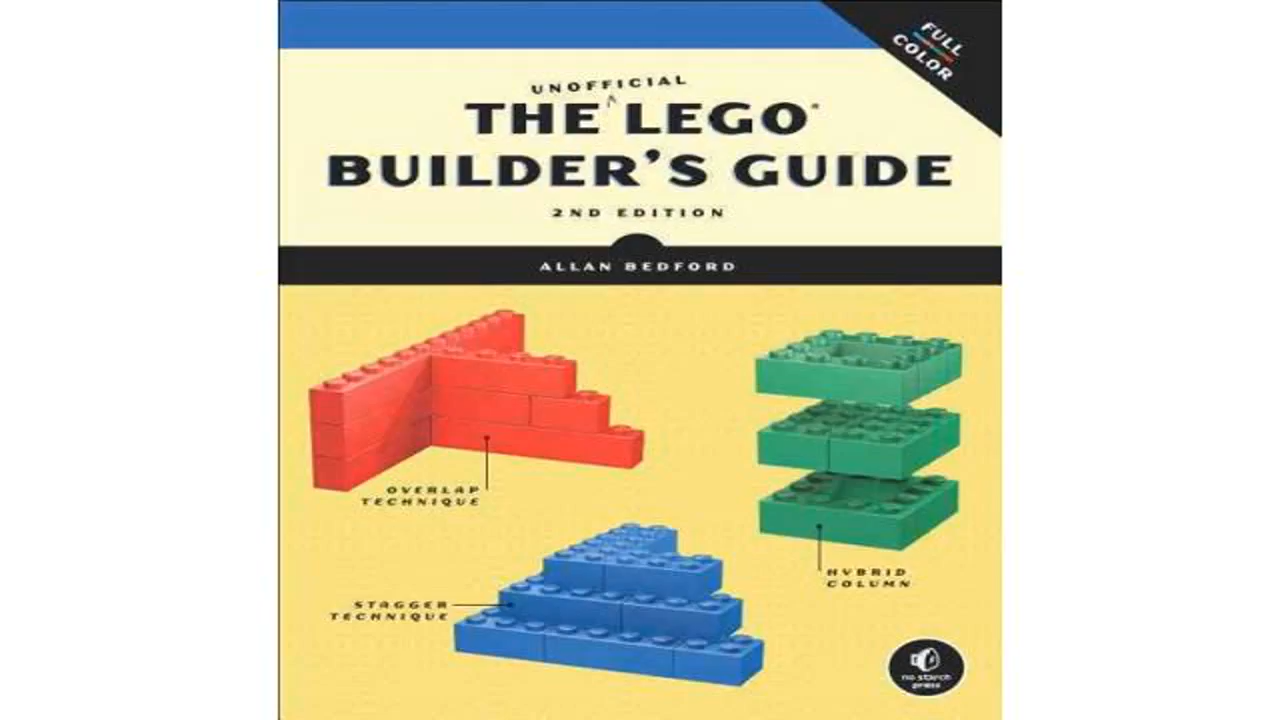 FULL
COLOR
UNOFFICIAL
THE LEGO®
BUILDER'S GUIDE
2ND EDITION
ALLAN BEDFORD
OVERLAP
TECHNIQUE
HYBRID
COLUMN
STAGGER
TECHNIQUE
no starch
press